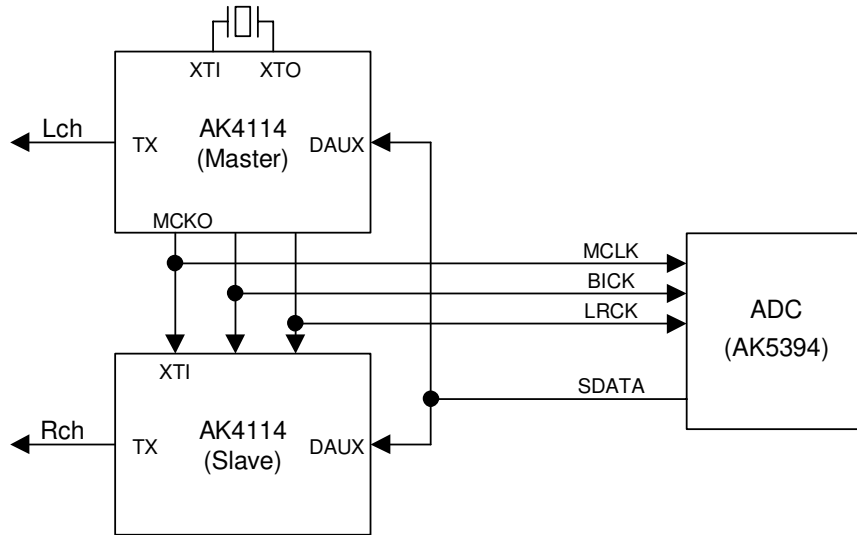 XTI XTO
AK4114
(Master)
Lch
TX
DAUX
MCKO
MCLK
BICK
LRCK
ADC
(AK5394)
SDATA
XTI
AK4114
(Slave)
Rch
TX
DAUX